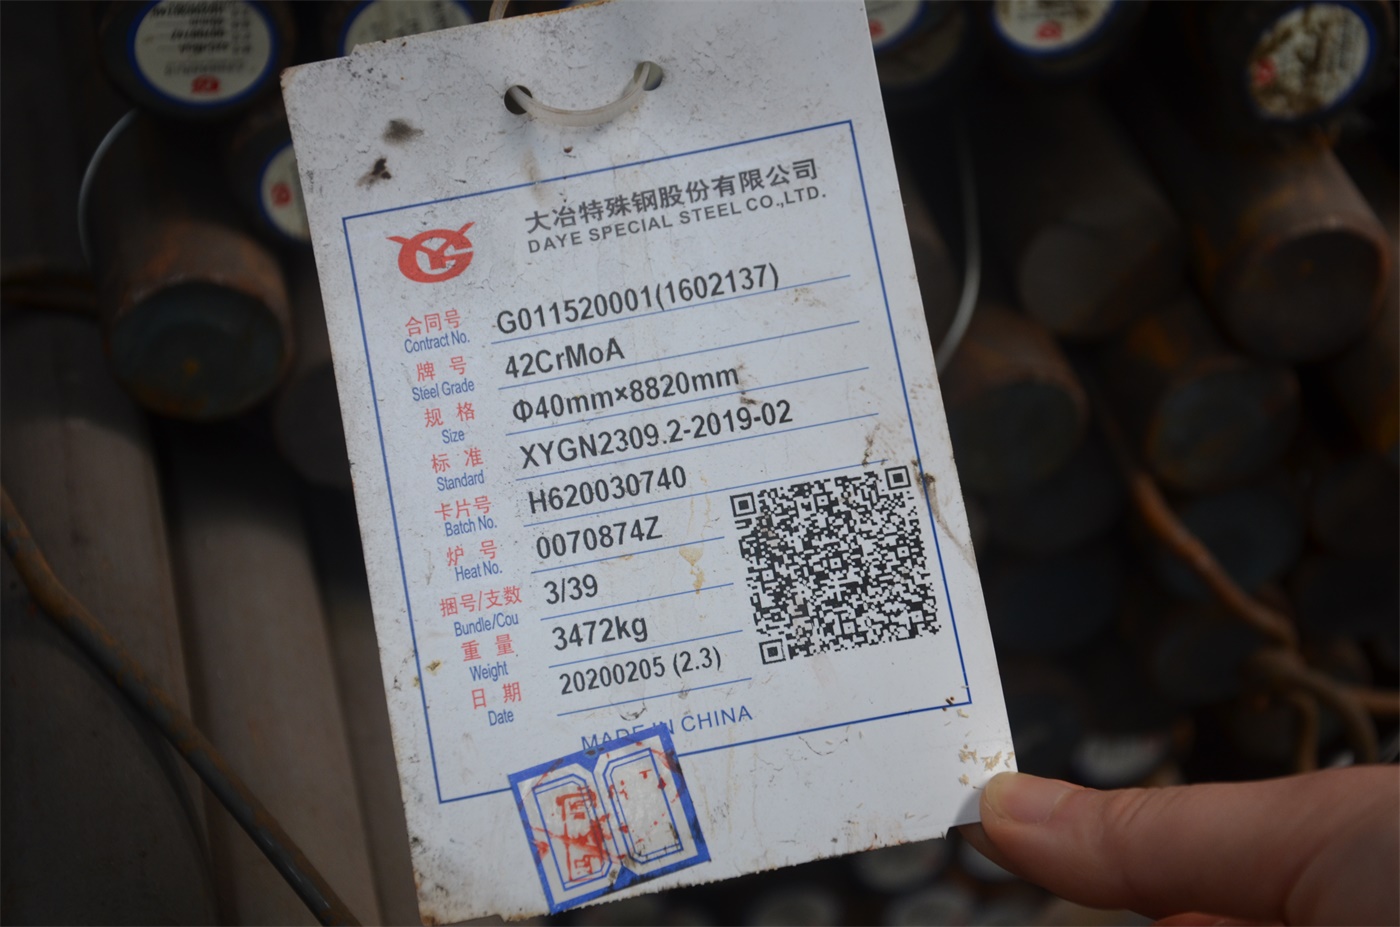 大冶特殊钢股份有限公司
DAYE SPECIAL STEEL CO.,LTD.
合同号 G011520001(1602137)
Contract No.
牌 号 42CrMoA
Steel Grade
规 格 Φ40mm×8820mm
Size
标 准 XYGN2309.2-2019-02
Standard
卡片号 H620030740
Batch No.
炉 号 0070874Z
Heat No.
捆号/支数 3/39
Bundle/Cou
重 量 3472kg
Weight
日 期 20200205 (2.3)
Date
MADE IN CHINA